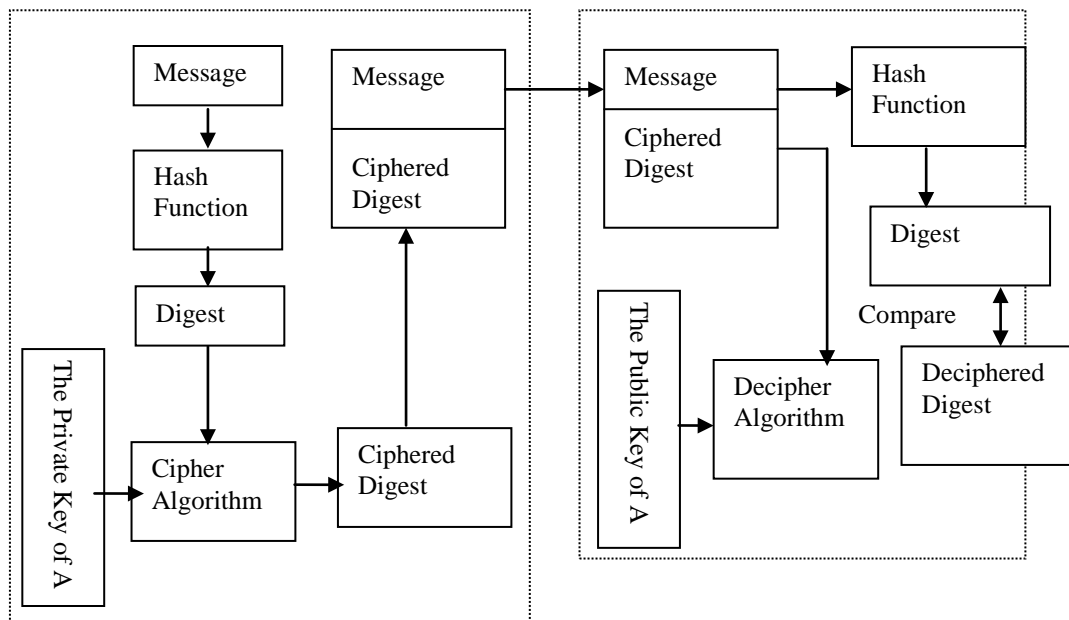 Message
Hash
Function
Digest
The Private Key of A
Cipher
Algorithm
Ciphered
Digest
Message
Ciphered
Digest
Message
Ciphered
Digest
Hash
Function
Digest
Compare
The Public Key of A
Decipher
Algorithm
Deciphered
Digest